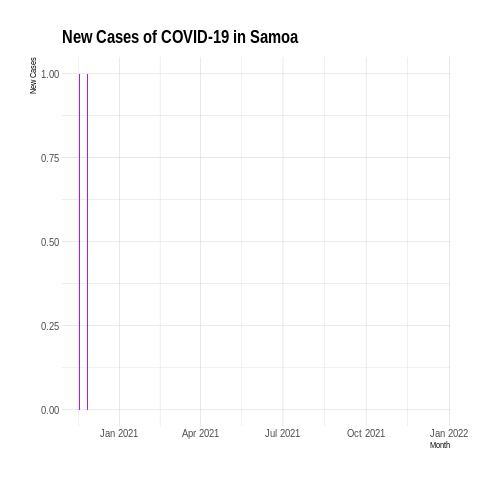 New Cases of COVID-19 in Samoa
New Cases
1.00
0.75
0.50
0.25
0.00
Jan 2021 Apr 2021 Jul 2021 Oct 2021 Jan 2022
Month